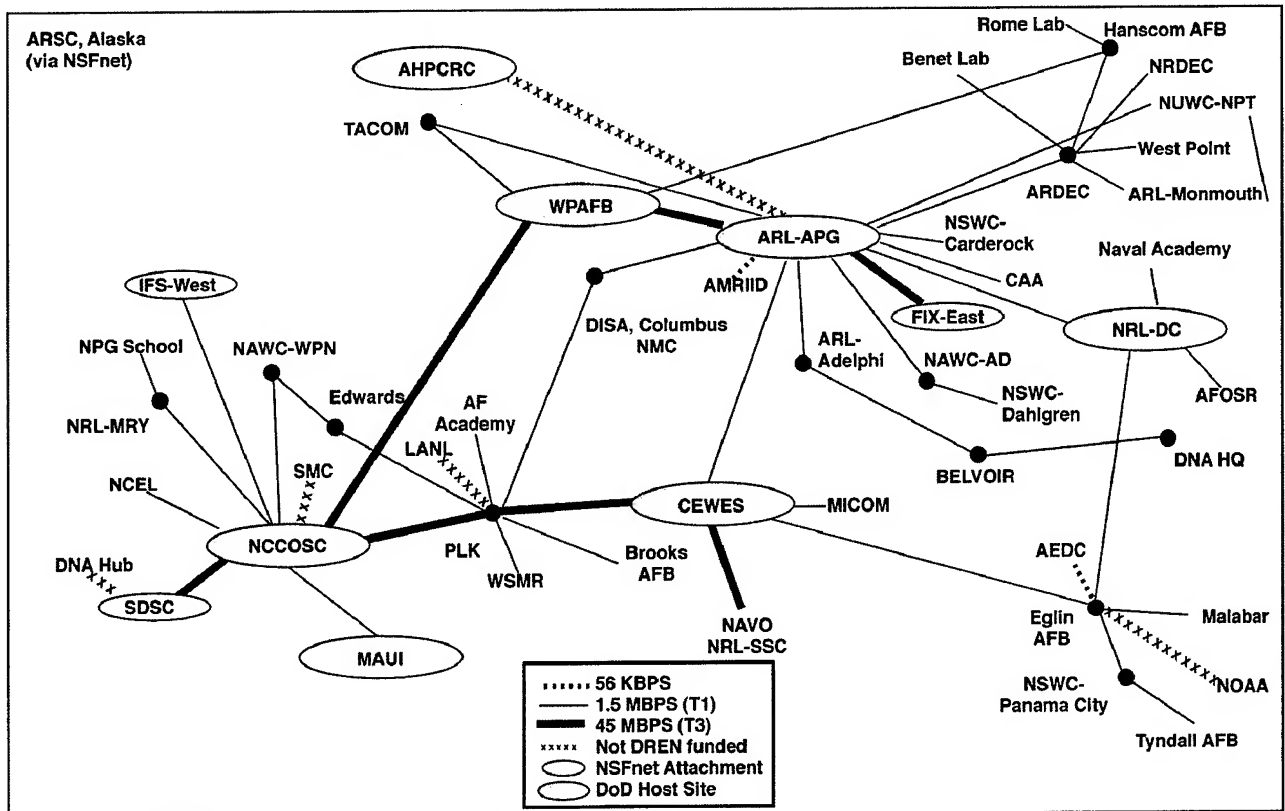 ARSC, Alaska
(via NSFnet)
Rome Lab
Hanscom AFB
Benet Lab
NRDEC
AHPCRC
NUWC-NPT
TACOM
West Point
ARDEC
ARL-Monmouth
WPAFB
ARL-APG
NSWC-
Carderock
Naval Academy
CAA
IFS-West
AMRIID
FIX-East
NRL-DC
DISA, Columbus
NMC
ARL-
Adelphi
NAWC-AD
NPG School
NAWC-WPN
Edwards
AF
Academy
NSWC-
Dahlgren
AFOSR
NRL-MRY
LANL
SMC
BELVOIR
DNA HQ
NCEL
CEWES
MICOM
NCCOSC
PLK
WSMR
Brooks
AFB
AEDC
DNA Hub
SDSC
Eglin
AFB
Malabar
NAVO
NRL-SSC
MAUI
NSWC-
Panama City
NOAA
Tyndall AFB
56 KBPS
1.5 MBPS (T1)
45 MBPS (T3)
Not DREN funded
NSFnet Attachment
DoD Host Site